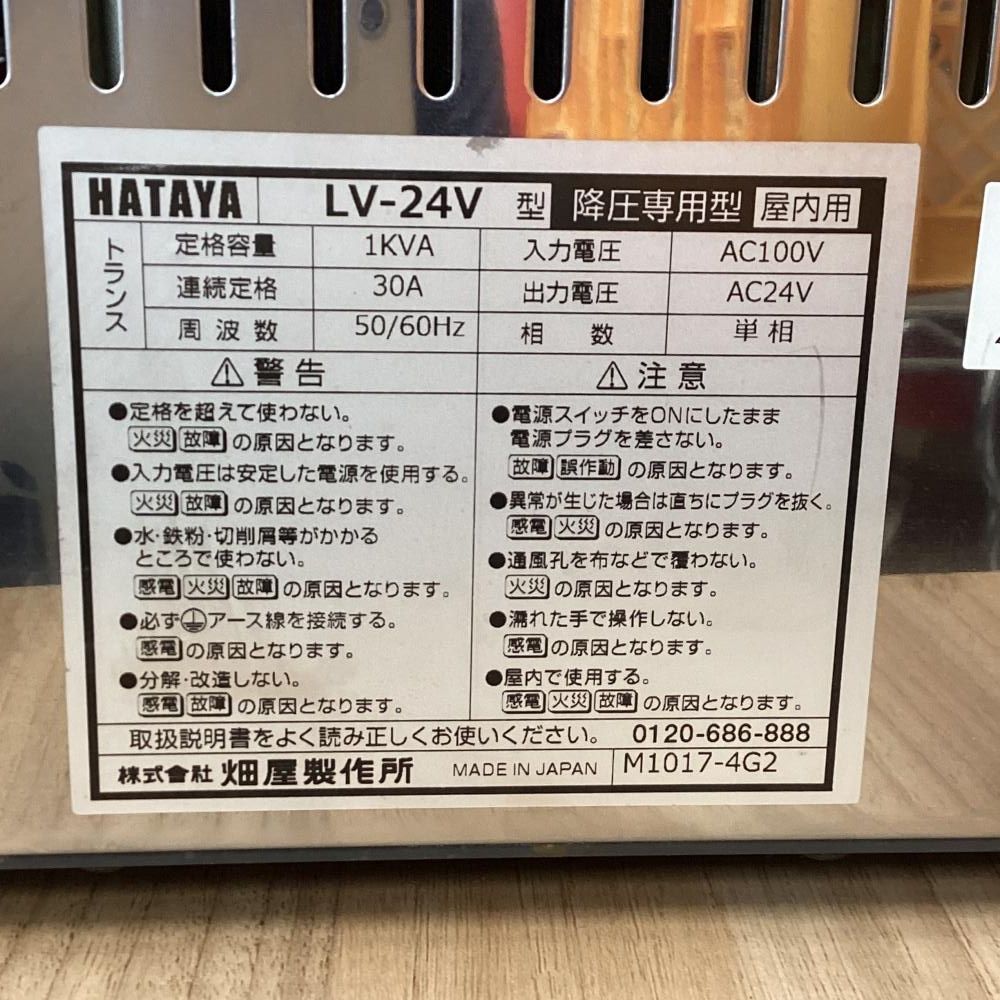 HATAYA LV-24V 型 降圧専用型 屋内用
トランス
定格容量 1KVA 入力電圧 AC100V
連続定格 30A 出力電圧 AC24V
周波数 50/60Hz 相数 単相
⚠警告
●定格を超えて使わない。
火災 故障 の原因となります。
●入力電圧は安定した電源を使用する。
火災 故障 の原因となります。
●水・鉄粉・切削屑等がかかる
ところで使わない。
感電 火災 故障 の原因となります。
●必ず⏚アース線を接続する。
感電 の原因となります。
●分解・改造しない。
感電 故障 の原因となります。
⚠注意
●電源スイッチをONにしたまま
電源プラグを差さない。
故障 誤作動 の原因となります。
●異常が生じた場合は直ちにプラグを抜く。
感電 火災 の原因となります。
●通風孔を布などで覆わない。
火災 の原因となります。
●濡れた手で操作しない。
感電 の原因となります。
●屋内で使用する。
感電 火災 故障 の原因となります。
取扱説明書をよく読み正しくお使いください。 0120-686-888
株式會社 畑屋製作所 MADE IN JAPAN M1017-4G2